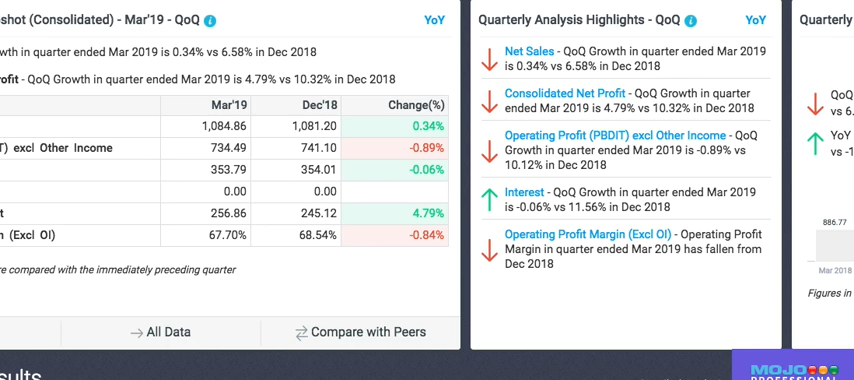 shot (Consolidated) - Mar'19 - QoQ
YoY
wth in quarter ended Mar 2019 is 0.34% vs 6.58% in Dec 2018
ofit - QoQ Growth in quarter ended Mar 2019 is 4.79% vs 10.32% in Dec 2018
Mar'19 Dec'18 Change(%)
1,084.86 1,081.20 0.34%
T) excl Other Income 734.49 741.10 -0.89%
353.79 354.01 -0.06%
0.00 0.00
t 256.86 245.12 4.79%
n (Excl OI) 67.70% 68.54% -0.84%
re compared with the immediately preceding quarter
All Data
Compare with Peers
Quarterly Analysis Highlights - QoQ
YoY
Net Sales - QoQ Growth in quarter ended Mar 2019
is 0.34% vs 6.58% in Dec 2018
Consolidated Net Profit - QoQ Growth in quarter
ended Mar 2019 is 4.79% vs 10.32% in Dec 2018
Operating Profit (PBDIT) excl Other Income - QoQ
Growth in quarter ended Mar 2019 is -0.89% vs
10.12% in Dec 2018
Interest - QoQ Growth in quarter ended Mar 2019
is -0.06% vs 11.56% in Dec 2018
Operating Profit Margin (Excl OI) - Operating Profit
Margin in quarter ended Mar 2019 has fallen from
Dec 2018
Quarterly
QoQ
vs 6.
YoY
vs -1
886.77
Mar 2018
Figures in
sults
MOJO
PROFESSIONAL